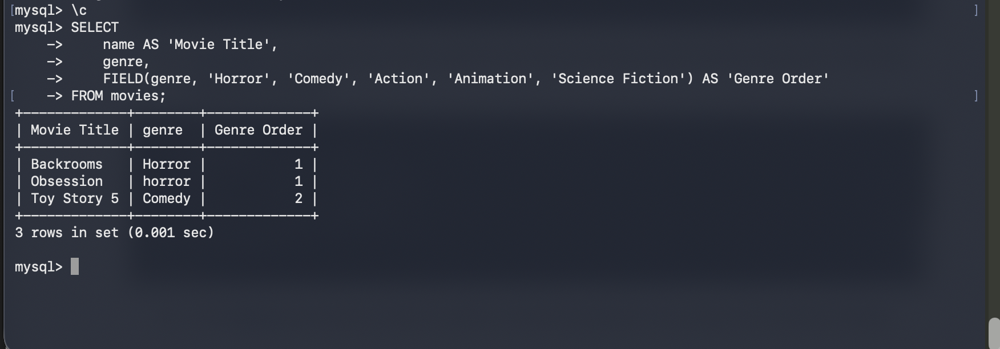 [mysql> \c ]
mysql> SELECT
    ->     name AS 'Movie Title',
    ->     genre,
    ->     FIELD(genre, 'Horror', 'Comedy', 'Action', 'Animation', 'Science Fiction') AS 'Genre Order'
[    -> FROM movies; ]
+-------------+--------+-------------+
| Movie Title | genre  | Genre Order |
+-------------+--------+-------------+
| Backrooms   | Horror |           1 |
| Obsession   | horror |           1 |
| Toy Story 5 | Comedy |           2 |
+-------------+--------+-------------+
3 rows in set (0.001 sec)
mysql>